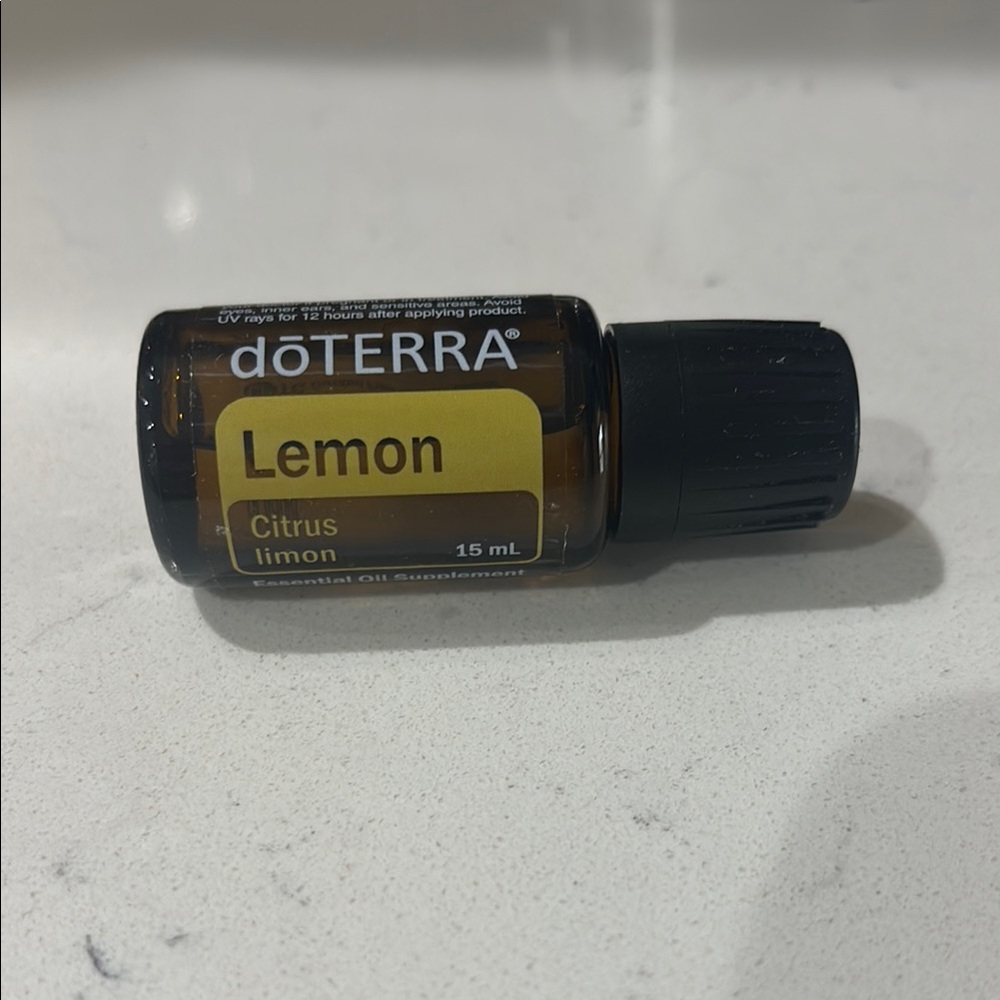 eyes, inner ears, and sensitive areas. Avoid
UV rays for 12 hours after applying product.
dōTERRA®
Lemon
Citrus
limon
15 mL
Essential Oil Supplement